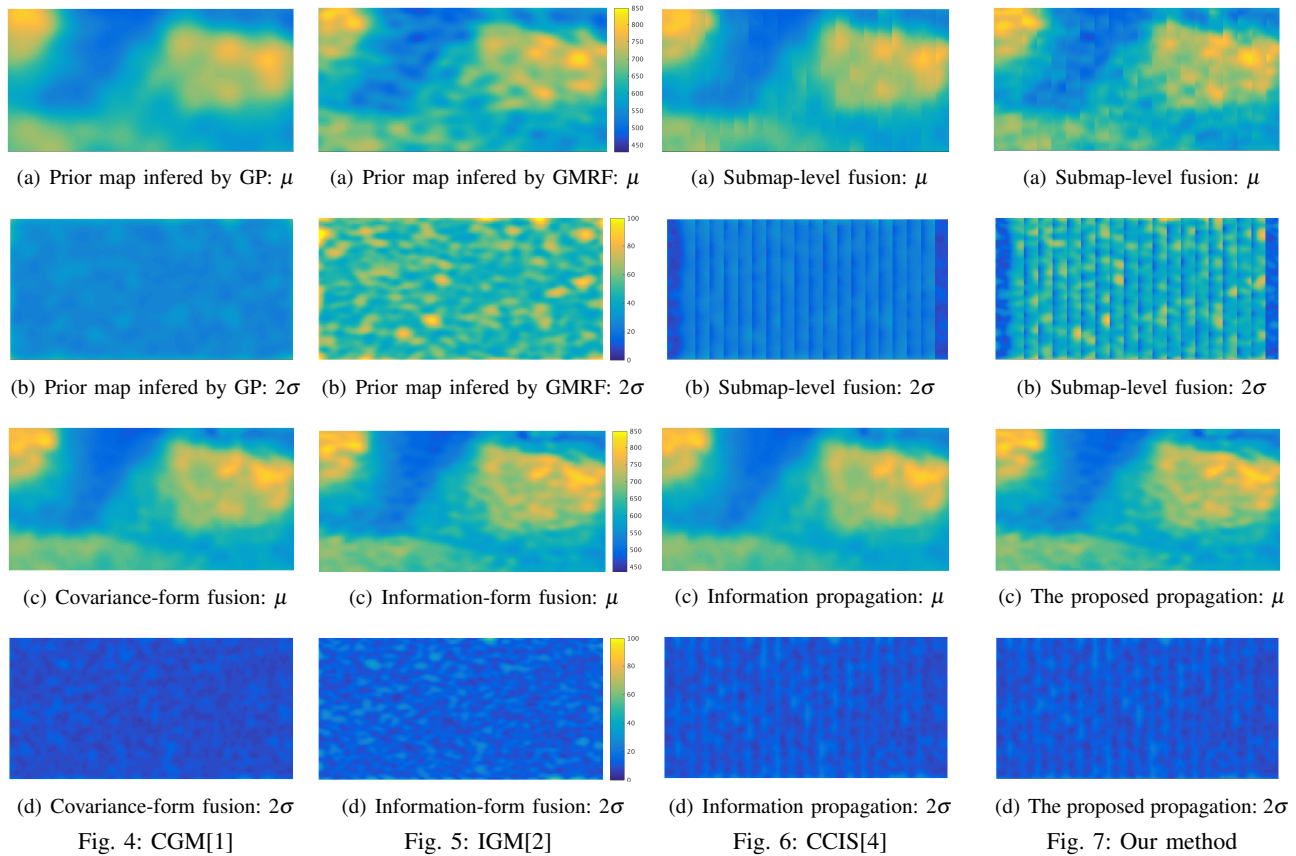 850
800
750
700
650
600
550
500
450
(a) Prior map infered by GP: μ
(a) Prior map infered by GMRF: μ
(a) Submap-level fusion: μ
(a) Submap-level fusion: μ
100
80
60
40
20
0
(b) Prior map infered by GP: 2σ
(b) Prior map infered by GMRF: 2σ
(b) Submap-level fusion: 2σ
(b) Submap-level fusion: 2σ
850
800
750
700
650
600
550
500
450
(c) Covariance-form fusion: μ
(c) Information-form fusion: μ
(c) Information propagation: μ
(c) The proposed propagation: μ
100
80
60
40
20
0
(d) Covariance-form fusion: 2σ
(d) Information-form fusion: 2σ
(d) Information propagation: 2σ
(d) The proposed propagation: 2σ
Fig. 4: CGM[1]
Fig. 5: IGM[2]
Fig. 6: CCIS[4]
Fig. 7: Our method